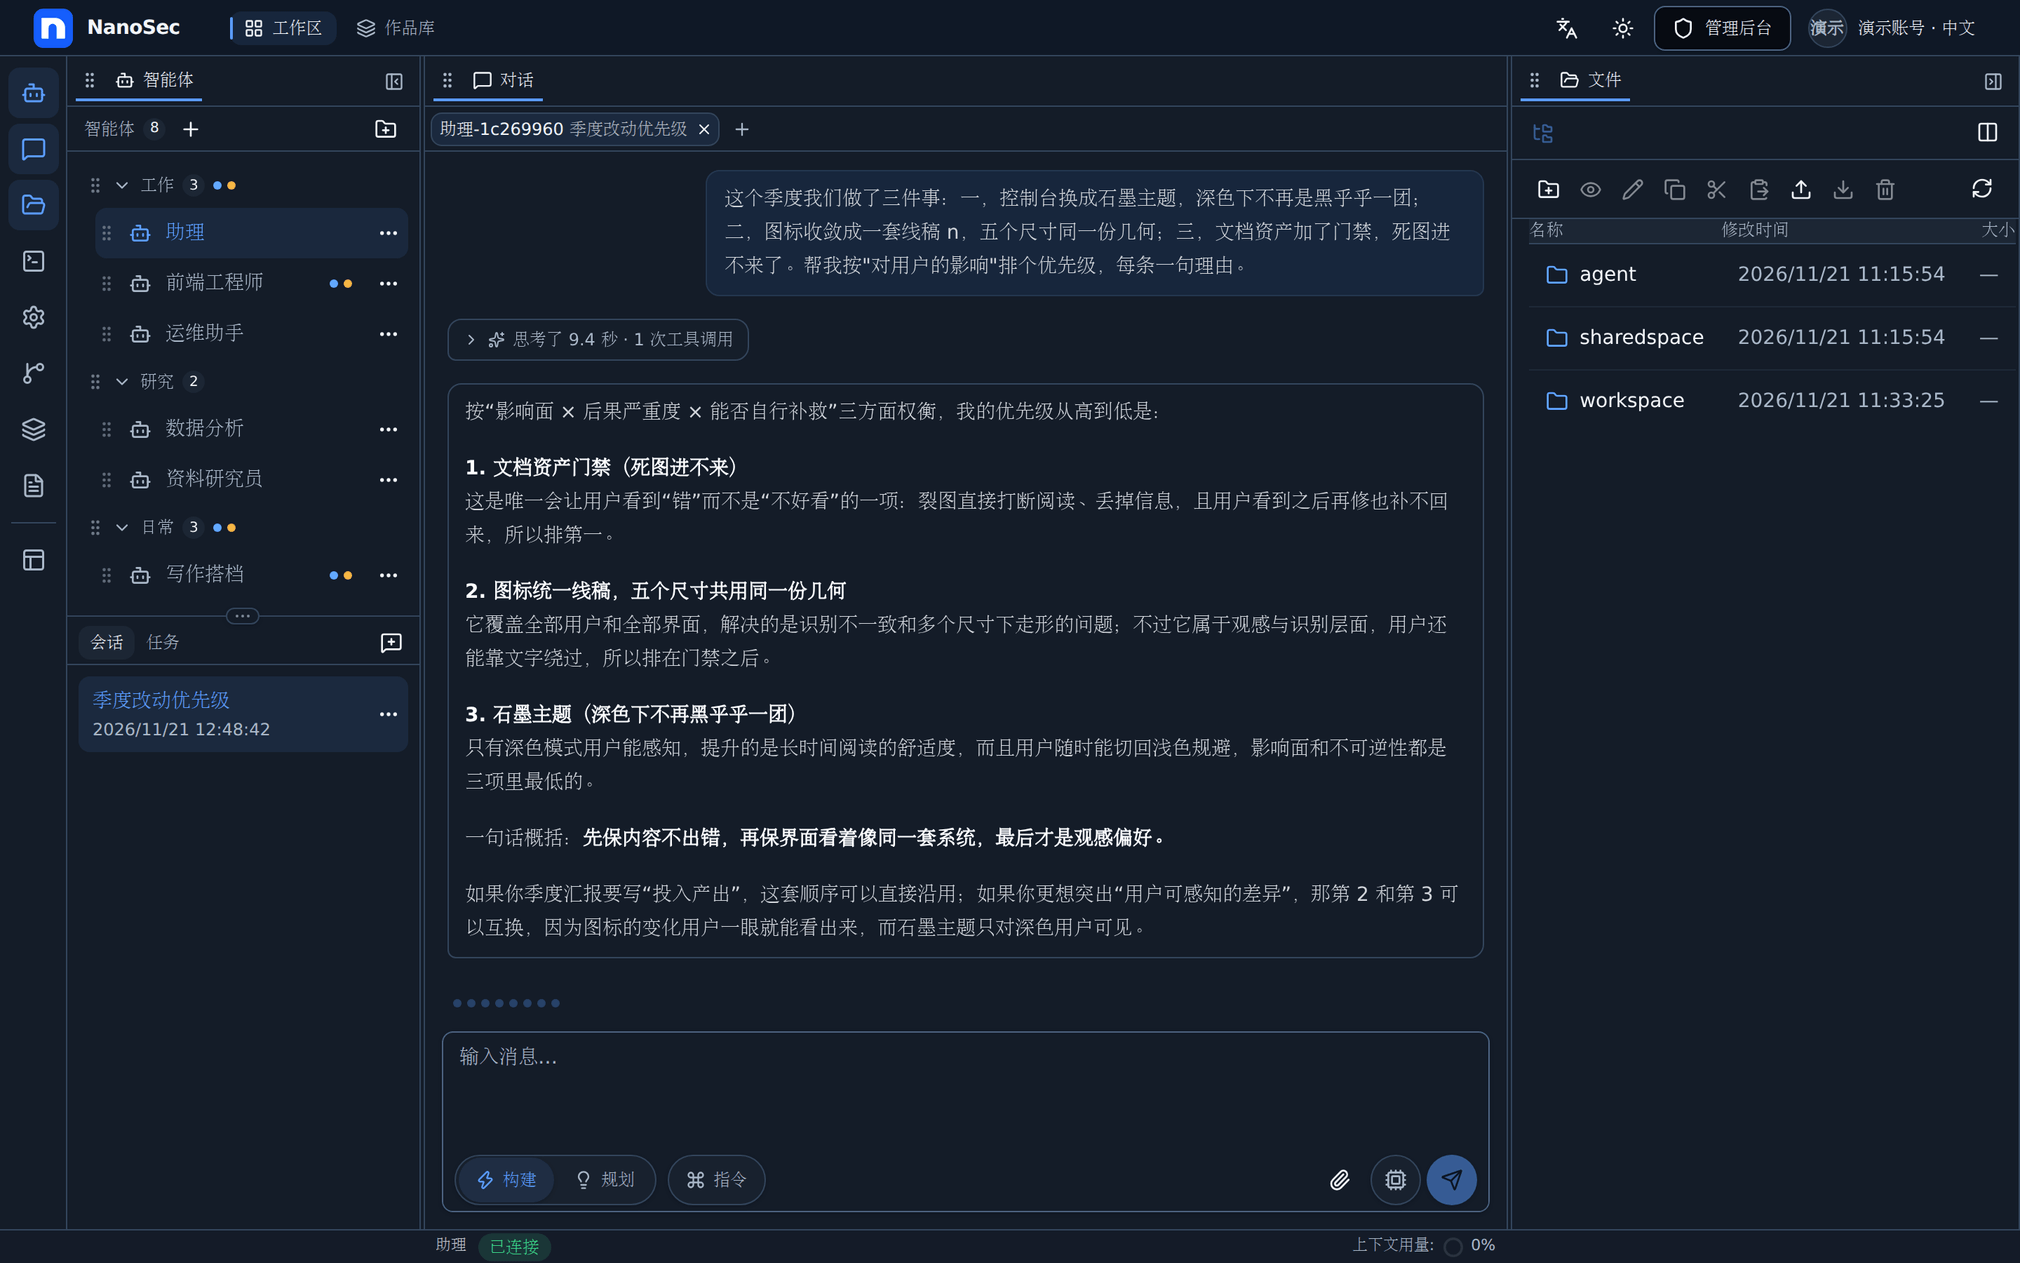 NanoSec
工作区
作品库
管理后台
演示
演示账号 · 中文
智能体
对话
文件
智能体 8
助理-1c269960 季度改动优先级
工作 3
助理
前端工程师
运维助手
研究 2
数据分析
资料研究员
日常 3
写作搭档
会话
任务
季度改动优先级
2026/11/21 12:48:42
这个季度我们做了三件事：一，控制台换成石墨主题，深色下不再是黑乎乎一团；
二，图标收敛成一套线稿 n，五个尺寸同一份几何；三，文档资产加了门禁，死图进
不来了。帮我按"对用户的影响"排个优先级，每条一句理由。
思考了 9.4 秒 · 1 次工具调用
按“影响面 × 后果严重度 × 能否自行补救”三方面权衡，我的优先级从高到低是：
1. 文档资产门禁（死图进不来）
这是唯一会让用户看到“错”而不是“不好看”的一项：裂图直接打断阅读、丢掉信息，且用户看到之后再修也补不回
来，所以排第一。
2. 图标统一线稿，五个尺寸共用同一份几何
它覆盖全部用户和全部界面，解决的是识别不一致和多个尺寸下走形的问题；不过它属于观感与识别层面，用户还
能靠文字绕过，所以排在门禁之后。
3. 石墨主题（深色下不再黑乎乎一团）
只有深色模式用户能感知，提升的是长时间阅读的舒适度，而且用户随时能切回浅色规避，影响面和不可逆性都是
三项里最低的。
一句话概括：先保内容不出错，再保界面看着像同一套系统，最后才是观感偏好。
如果你季度汇报要写“投入产出”，这套顺序可以直接沿用；如果你更想突出“用户可感知的差异”，那第 2 和第 3 可
以互换，因为图标的变化用户一眼就能看出来，而石墨主题只对深色用户可见。
输入消息...
构建
规划
指令
助理
已连接
上下文用量：
0%
名称
修改时间
大小
agent 2026/11/21 11:15:54 —
sharedspace 2026/11/21 11:15:54 —
workspace 2026/11/21 11:33:25 —